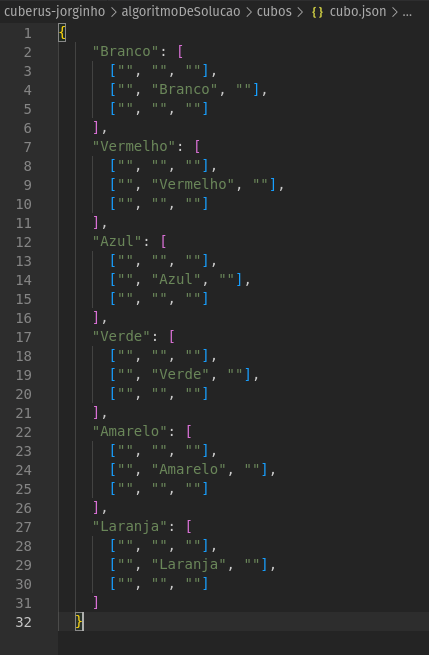 cuberus-jorginho > algoritmoDeSolucao > cubos > {} cubo.json > ...
1 {
2 "Branco": [
3 ["", "", ""],
4 ["", "Branco", ""],
5 ["", "", ""]
6 ],
7 "Vermelho": [
8 ["", "", ""],
9 ["", "Vermelho", ""],
10 ["", "", ""]
11 ],
12 "Azul": [
13 ["", "", ""],
14 ["", "Azul", ""],
15 ["", "", ""]
16 ],
17 "Verde": [
18 ["", "", ""],
19 ["", "Verde", ""],
20 ["", "", ""]
21 ],
22 "Amarelo": [
23 ["", "", ""],
24 ["", "Amarelo", ""],
25 ["", "", ""]
26 ],
27 "Laranja": [
28 ["", "", ""],
29 ["", "Laranja", ""],
30 ["", "", ""]
31 ]
32 }